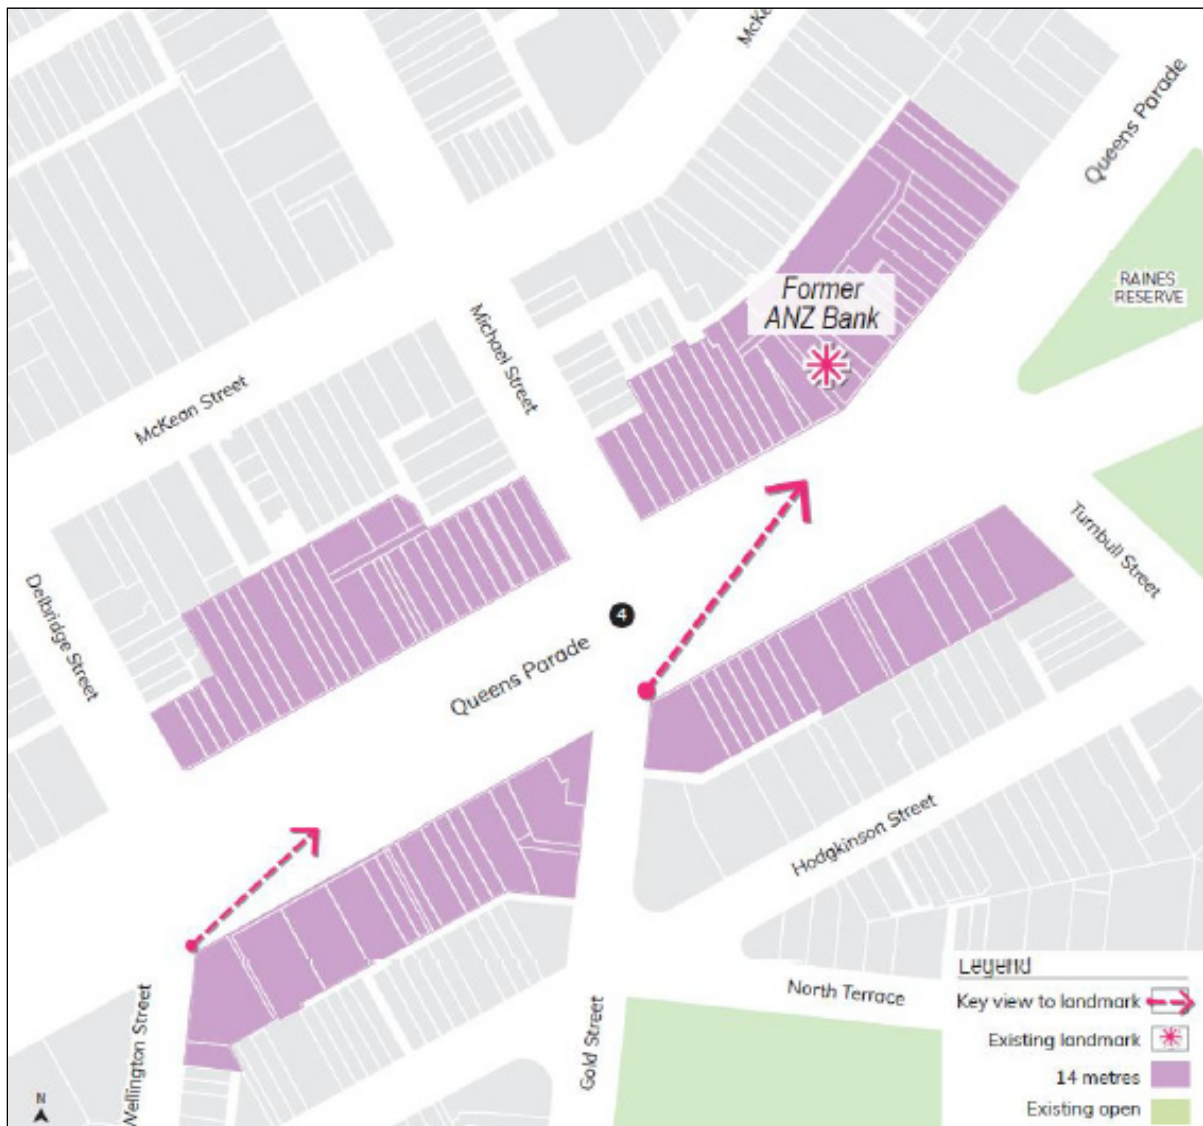 McKe
Queens Parade
RAINES
RESERVE
Former
ANZ Bank
Michael Street
McKean Street
Delbridge Street
Turnbull Street
4
Queens Parade
Hodgkinson Street
North Terrace
Gold Street
Wellington Street
N
Legend
Key view to landmark
Existing landmark
14 metres
Existing open